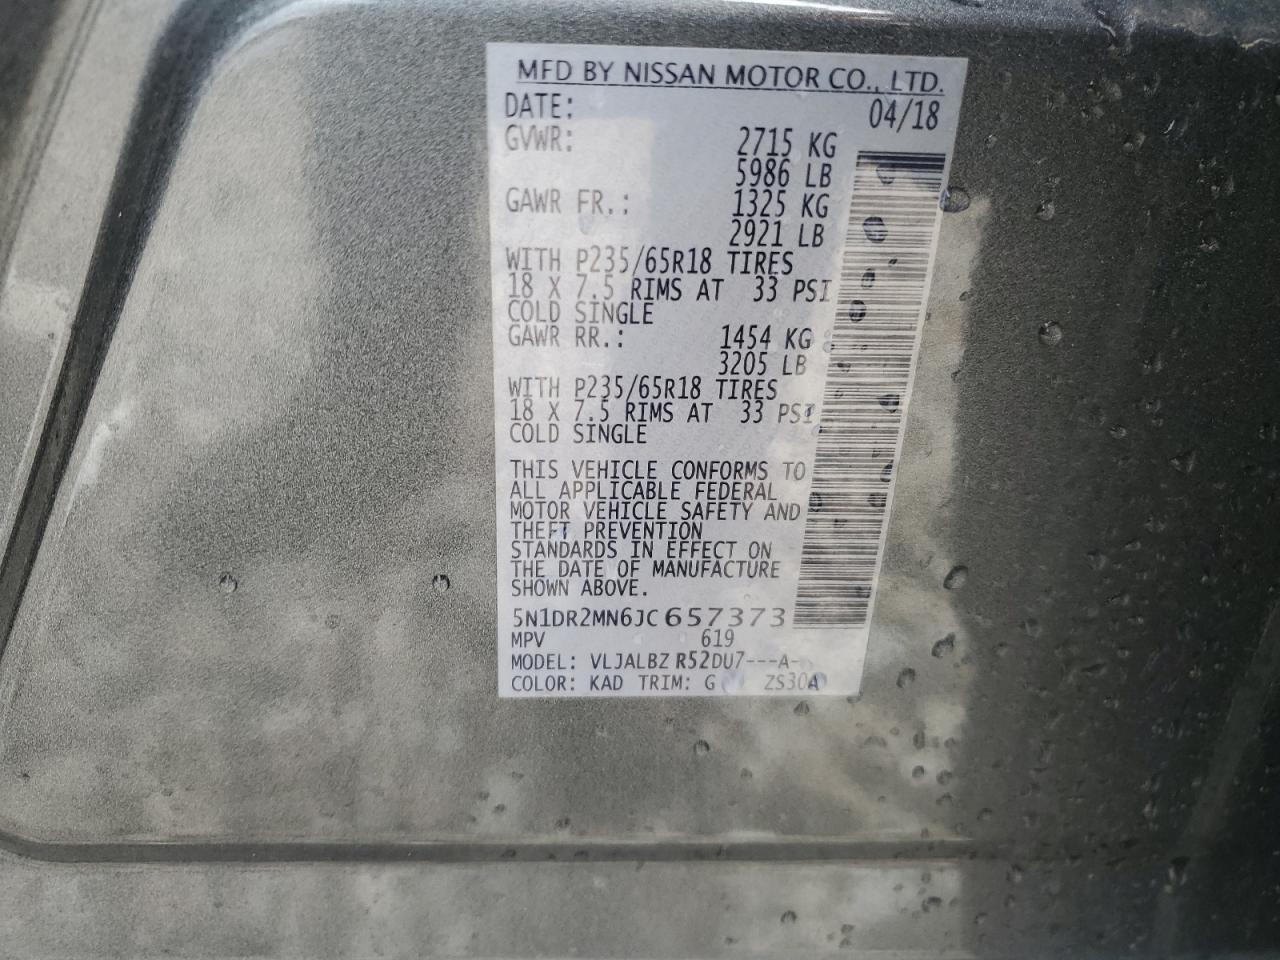 MFD BY NISSAN MOTOR CO., LTD.
DATE: 04/18
GVWR: 2715 KG
5986 LB
GAWR FR.: 1325 KG
2921 LB
WITH P235/65R18 TIRES
18 X 7.5 RIMS AT 33 PSI
COLD SINGLE
GAWR RR.: 1454 KG
3205 LB
WITH P235/65R18 TIRES
18 X 7.5 RIMS AT 33 PSI
COLD SINGLE
THIS VEHICLE CONFORMS TO
ALL APPLICABLE FEDERAL
MOTOR VEHICLE SAFETY AND
THEFT PREVENTION
STANDARDS IN EFFECT ON
THE DATE OF MANUFACTURE
SHOWN ABOVE.
5N1DR2MN6JC657373
MPV 619
MODEL: VLJALBZ R52DU7---A-
COLOR: KAD TRIM: G ZS30A